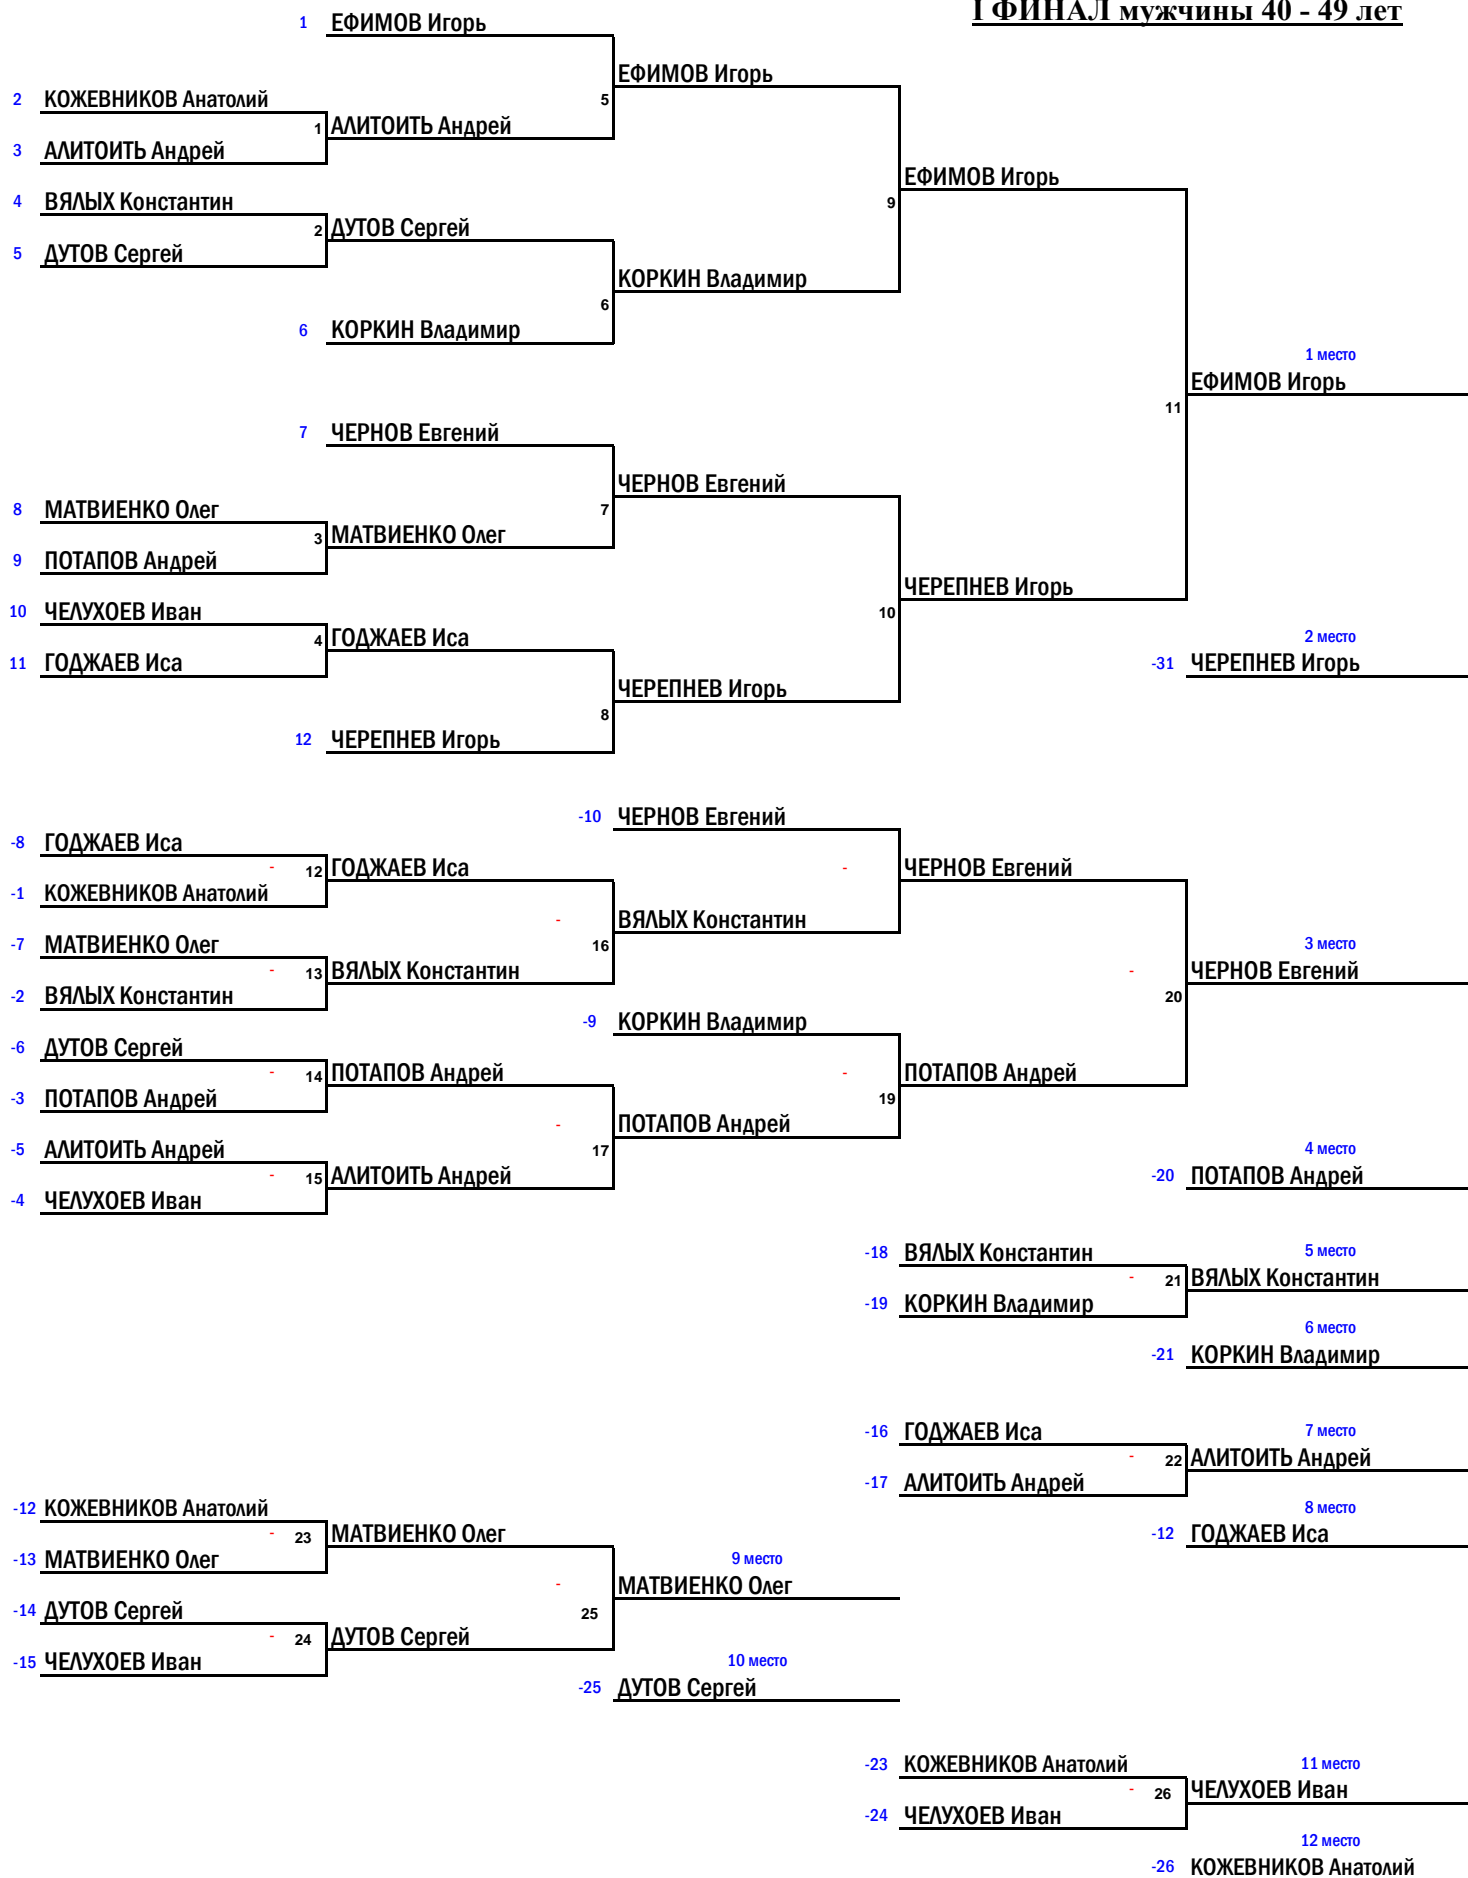 I ФИНАЛ мужчины 40 - 49 лет
1 ЕФИМОВ Игорь
ЕФИМОВ Игорь
2 КОЖЕВНИКОВ Анатолий
5
1 АЛИТОИТЬ Андрей
3 АЛИТОИТЬ Андрей
ЕФИМОВ Игорь
4 ВЯЛЫХ Константин
9
2 ДУТОВ Сергей
5 ДУТОВ Сергей
КОРКИН Владимир
6
6 КОРКИН Владимир
1 место
ЕФИМОВ Игорь
11
7 ЧЕРНОВ Евгений
ЧЕРНОВ Евгений
8 МАТВИЕНКО Олег
7
3 МАТВИЕНКО Олег
9 ПОТАПОВ Андрей
ЧЕРЕПНЕВ Игорь
10 ЧЕЛУХОЕВ Иван
10
4 ГОДЖАЕВ Иса
2 место
11 ГОДЖАЕВ Иса
-31 ЧЕРЕПНЕВ Игорь
ЧЕРЕПНЕВ Игорь
8
12 ЧЕРЕПНЕВ Игорь
-10 ЧЕРНОВ Евгений
-8 ГОДЖАЕВ Иса
- 12 ГОДЖАЕВ Иса
- ЧЕРНОВ Евгений
-1 КОЖЕВНИКОВ Анатолий
- ВЯЛЫХ Константин
-7 МАТВИЕНКО Олег
16
3 место
- 13 ВЯЛЫХ Константин
- ЧЕРНОВ Евгений
-2 ВЯЛЫХ Константин
20
-9 КОРКИН Владимир
-6 ДУТОВ Сергей
- 14 ПОТАПОВ Андрей
- ПОТАПОВ Андрей
-3 ПОТАПОВ Андрей
19
- ПОТАПОВ Андрей
-5 АЛИТОИТЬ Андрей
17
4 место
- 15 АЛИТОИТЬ Андрей
-20 ПОТАПОВ Андрей
-4 ЧЕЛУХОЕВ Иван
-18 ВЯЛЫХ Константин
5 место
- 21 ВЯЛЫХ Константин
-19 КОРКИН Владимир
6 место
-21 КОРКИН Владимир
-16 ГОДЖАЕВ Иса
7 место
- 22 АЛИТОИТЬ Андрей
-17 АЛИТОИТЬ Андрей
8 место
-12 КОЖЕВНИКОВ Анатолий
-12 ГОДЖАЕВ Иса
- 23 МАТВИЕНКО Олег
-13 МАТВИЕНКО Олег
9 место
- МАТВИЕНКО Олег
-14 ДУТОВ Сергей
25
- 24 ДУТОВ Сергей
-15 ЧЕЛУХОЕВ Иван
10 место
-25 ДУТОВ Сергей
-23 КОЖЕВНИКОВ Анатолий
11 место
- 26 ЧЕЛУХОЕВ Иван
-24 ЧЕЛУХОЕВ Иван
12 место
-26 КОЖЕВНИКОВ Анатолий